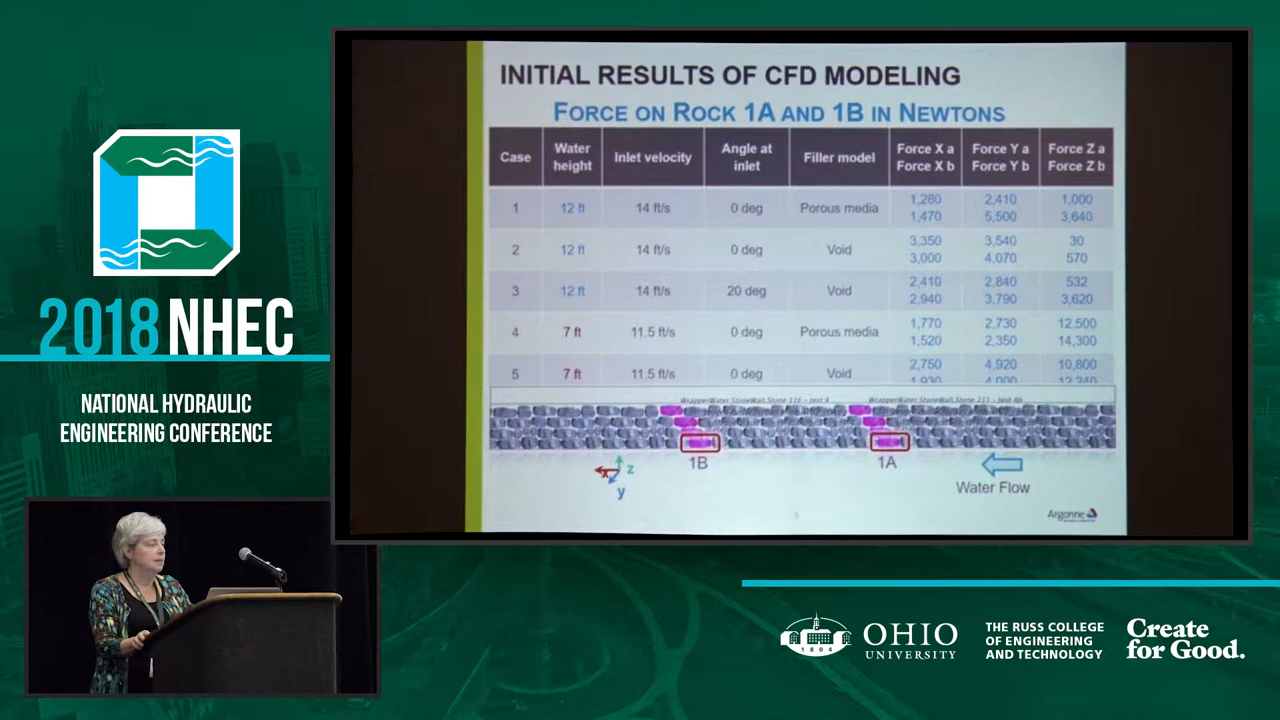 INITIAL RESULTS OF CFD MODELING
FORCE ON ROCK 1A AND 1B IN NEWTONS
Case Water height Inlet velocity Angle at inlet Filler model Force X a Force X b Force Y a Force Y b Force Z a Force Z b
1 12 ft 14 ft/s 0 deg Porous media 1,280 1,470 2,410 5,500 1,000 3,640
2 12 ft 14 ft/s 0 deg Void 3,350 3,000 3,540 4,070 30 570
3 12 ft 14 ft/s 20 deg Void 2,410 2,940 2,840 3,790 532 3,620
4 7 ft 11.5 ft/s 0 deg Porous media 1,770 1,520 2,730 2,350 12,500 14,300
5 7 ft 11.5 ft/s 0 deg Void 2,750 1,930 4,920 4,000 10,800 12,240
1B 1A
x z
y
Water Flow
5
Argonne
2018 NHEC
NATIONAL HYDRAULIC
ENGINEERING CONFERENCE
OHIO
UNIVERSITY
1804
THE RUSS COLLEGE
OF ENGINEERING
AND TECHNOLOGY
Create
for Good.